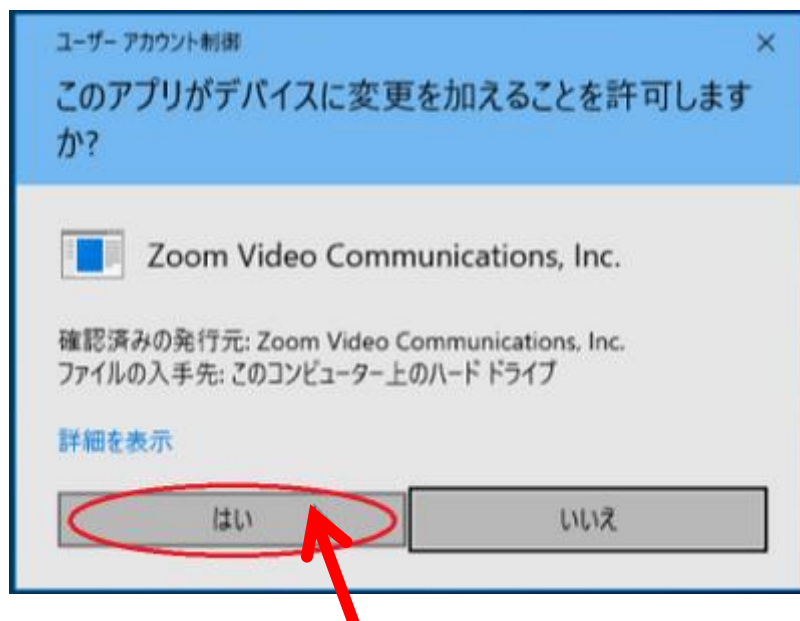 ユーザー アカウント制御
このアプリがデバイスに変更を加えることを許可します
か?
Zoom Video Communications, Inc.
確認済みの発行元: Zoom Video Communications, Inc.
ファイルの入手先: このコンピューター上のハード ドライブ
詳細を表示
はい
いいえ